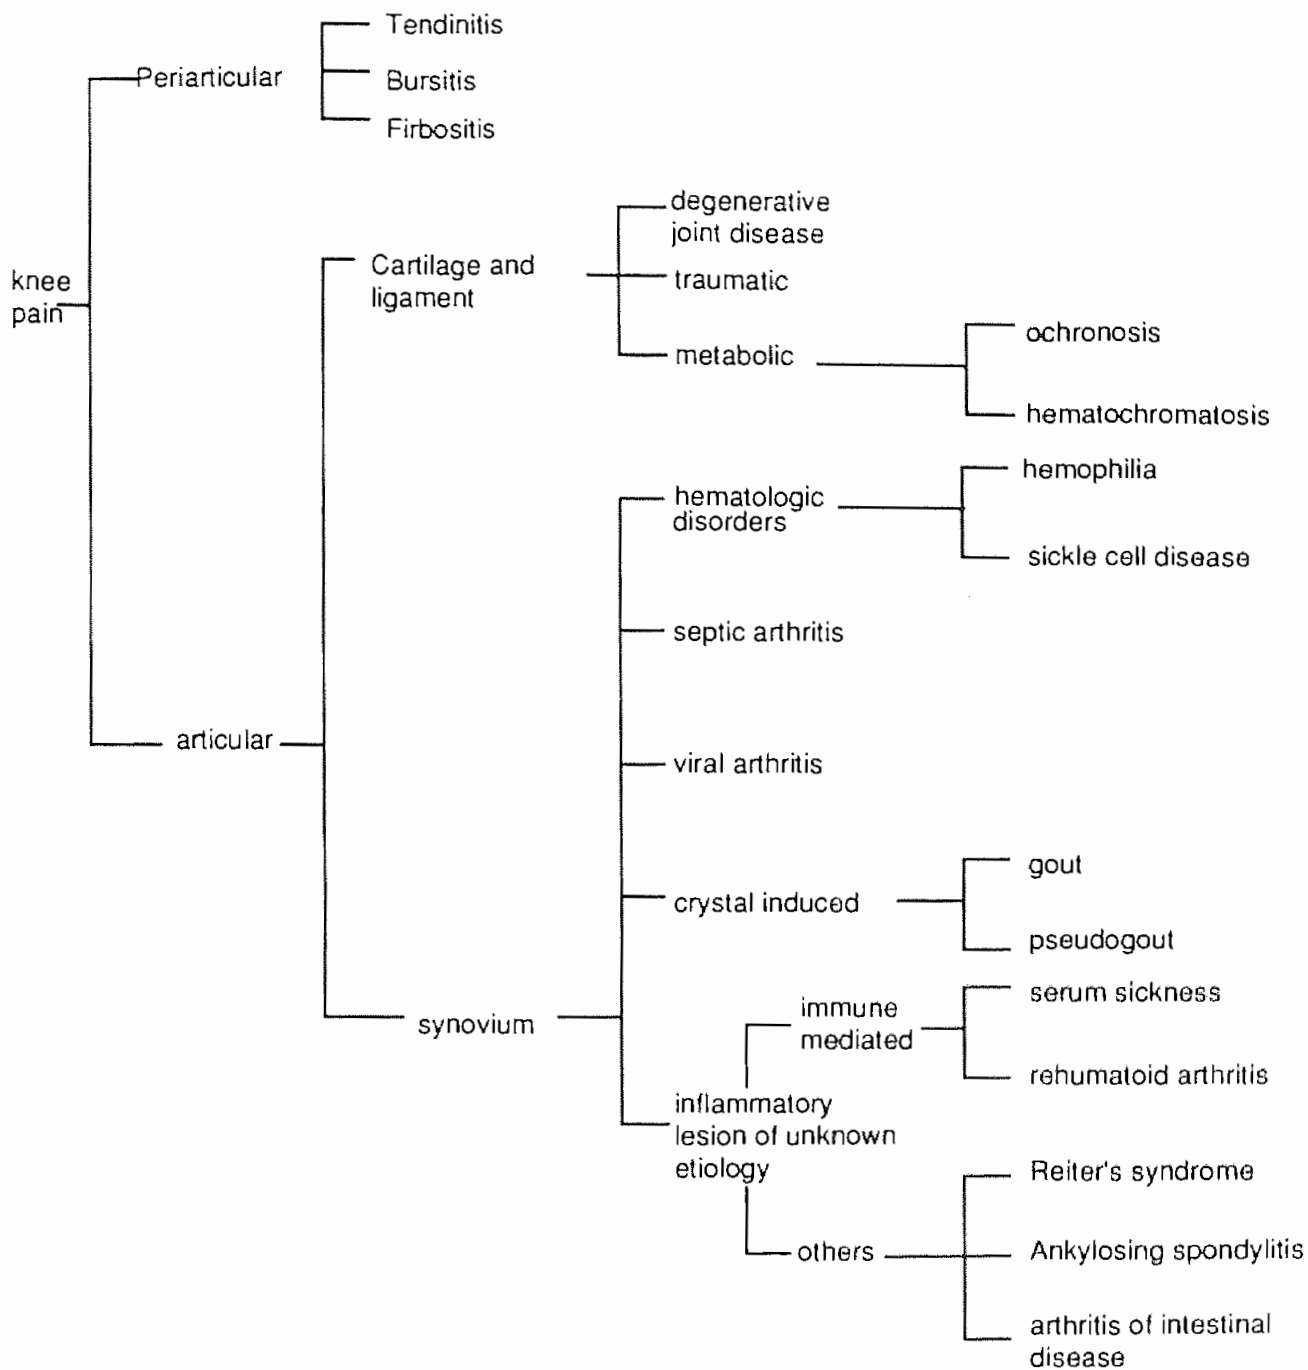 Tendinitis
Periarticular
Bursitis
Firbositis
degenerative
joint disease
Cartilage and
ligament
knee
pain
traumatic
metabolic
ochronosis
hematochromatosis
hemophilia
hematologic
disorders
sickle cell disease
septic arthritis
articular
viral arthritis
gout
crystal induced
pseudogout
serum sickness
immune
mediated
synovium
rehumatoid arthritis
inflammatory
lesion of unknown
etiology
Reiter's syndrome
others
Ankylosing spondylitis
arthritis of intestinal
disease